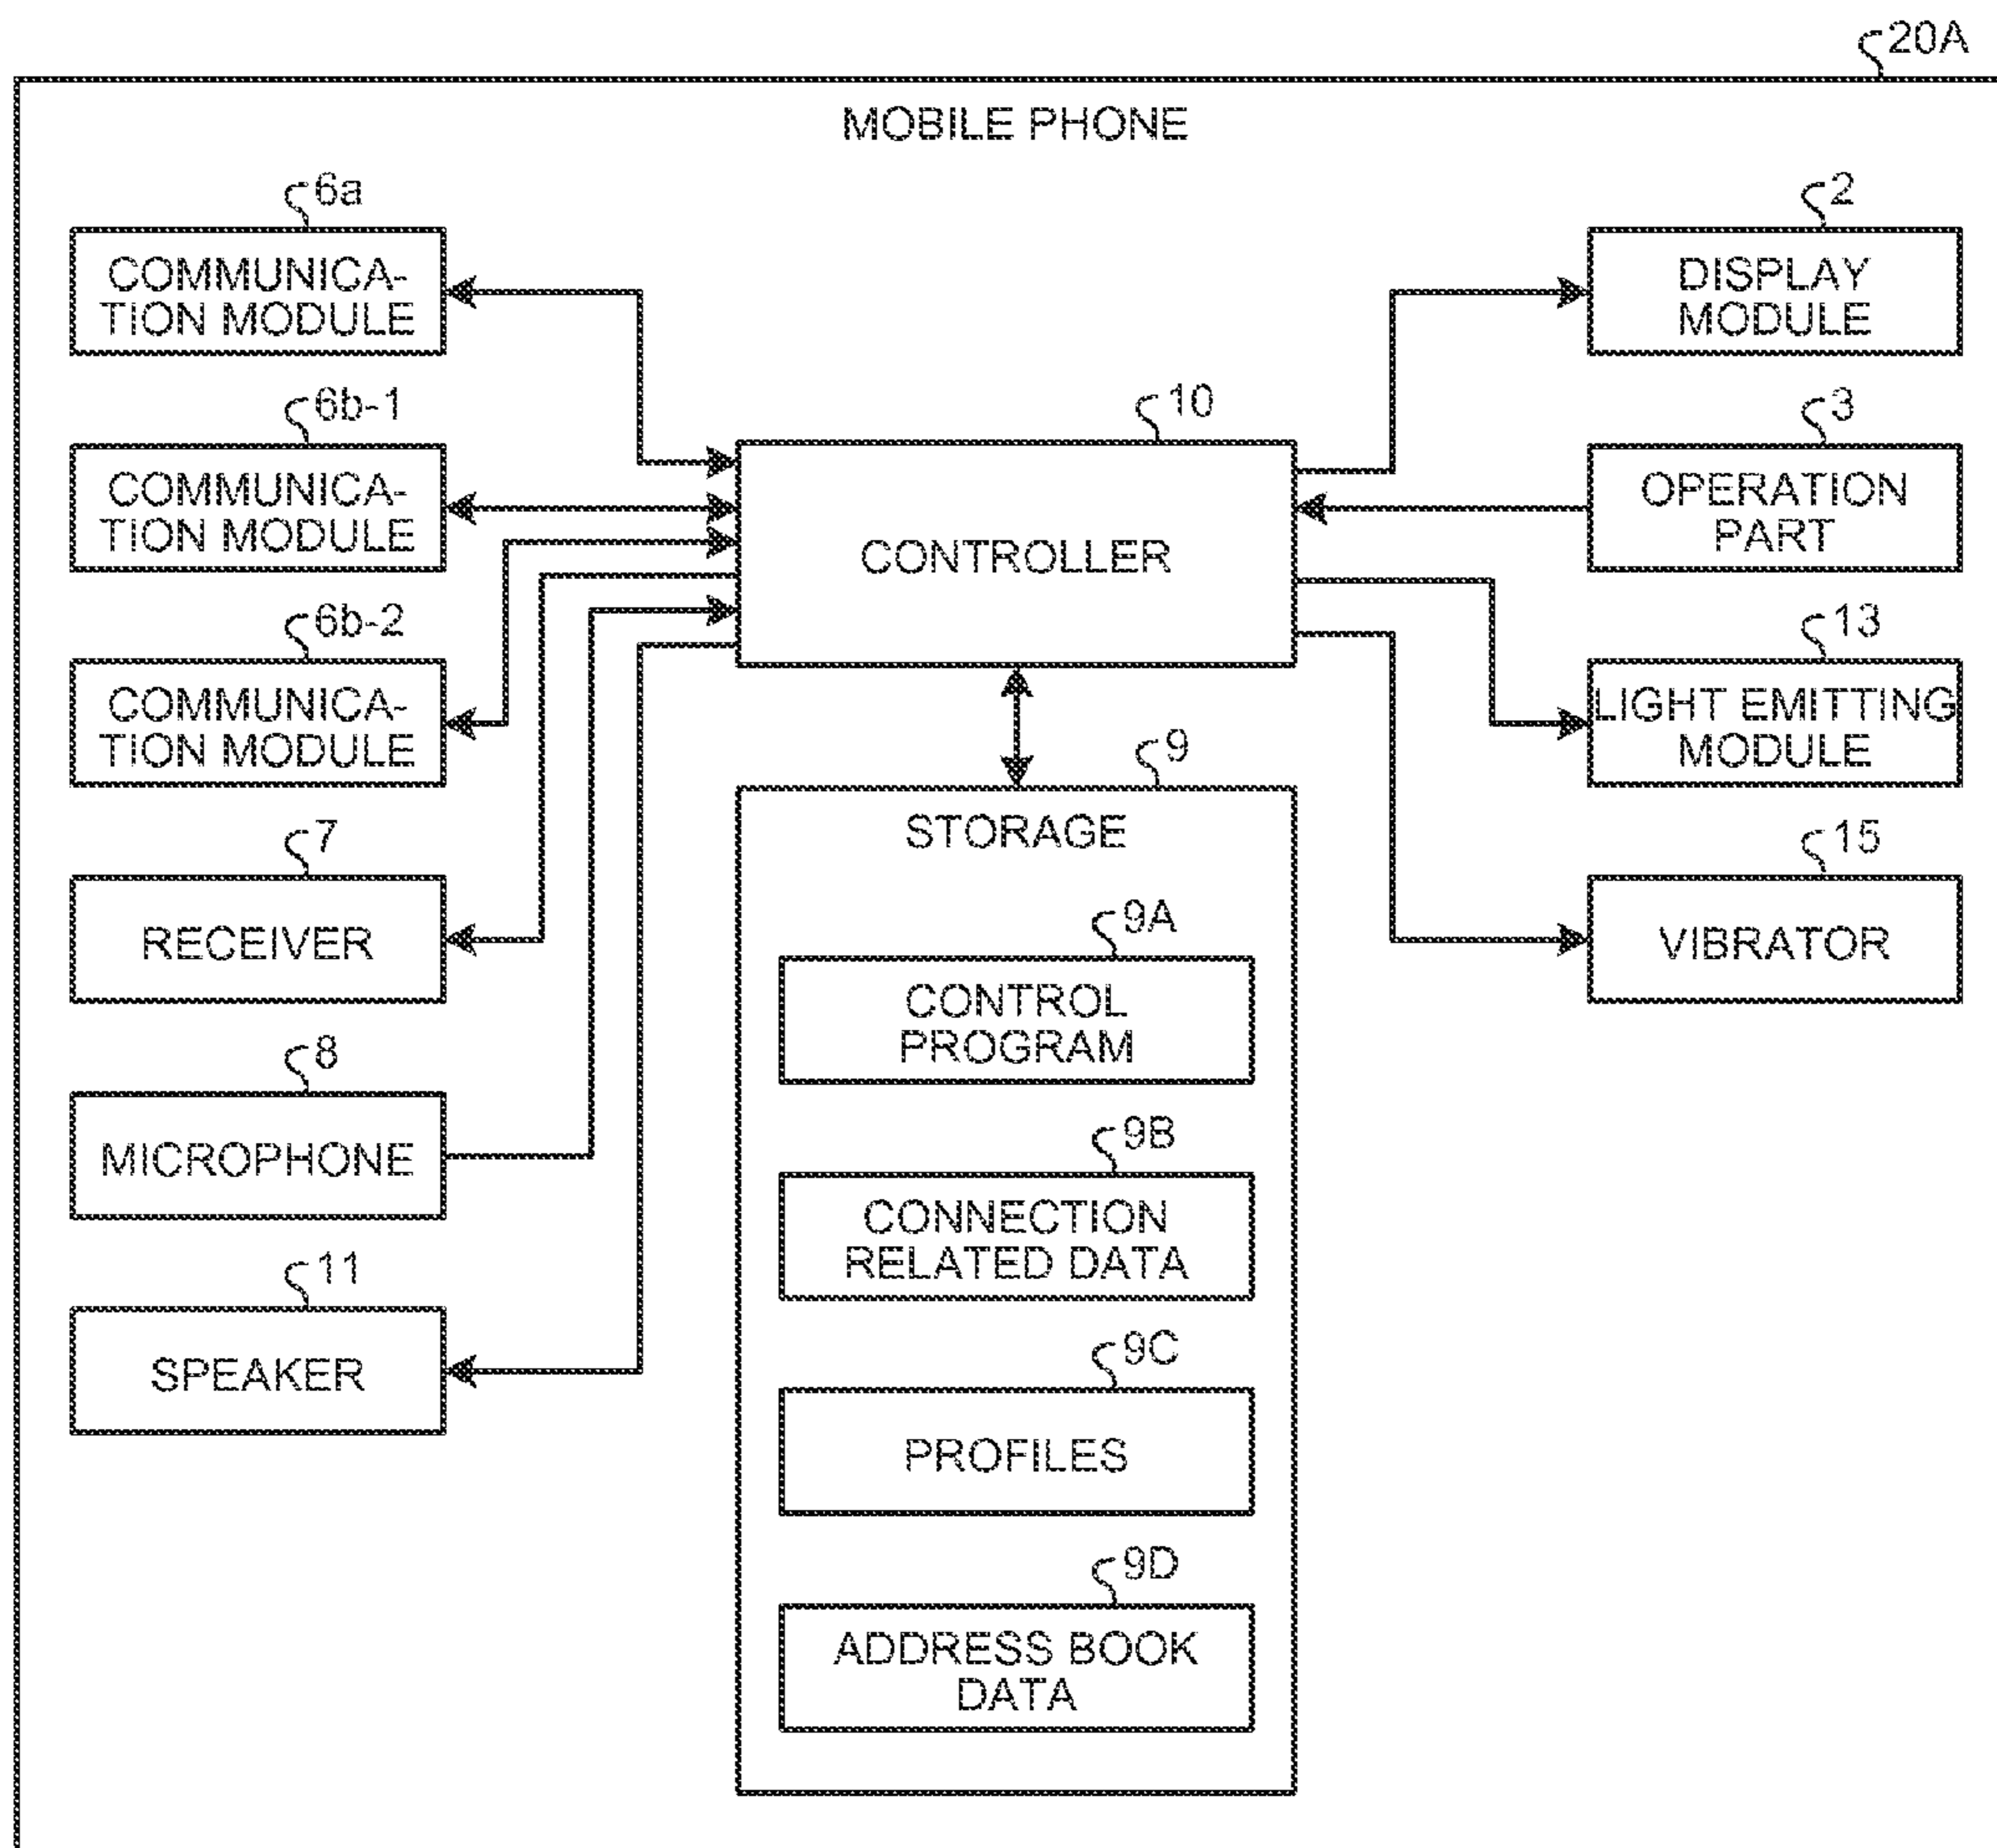 20A
MOBILE PHONE
6a
COMMUNICA-
TION MODULE
6b-1
COMMUNICA-
TION MODULE
6b-2
COMMUNICA-
TION MODULE
7
RECEIVER
8
MICROPHONE
11
SPEAKER
10
CONTROLLER
9
STORAGE
9A
CONTROL
PROGRAM
9B
CONNECTION
RELATED DATA
9C
PROFILES
9D
ADDRESS BOOK
DATA
2
DISPLAY
MODULE
3
OPERATION
PART
13
LIGHT EMITTING
MODULE
15
VIBRATOR